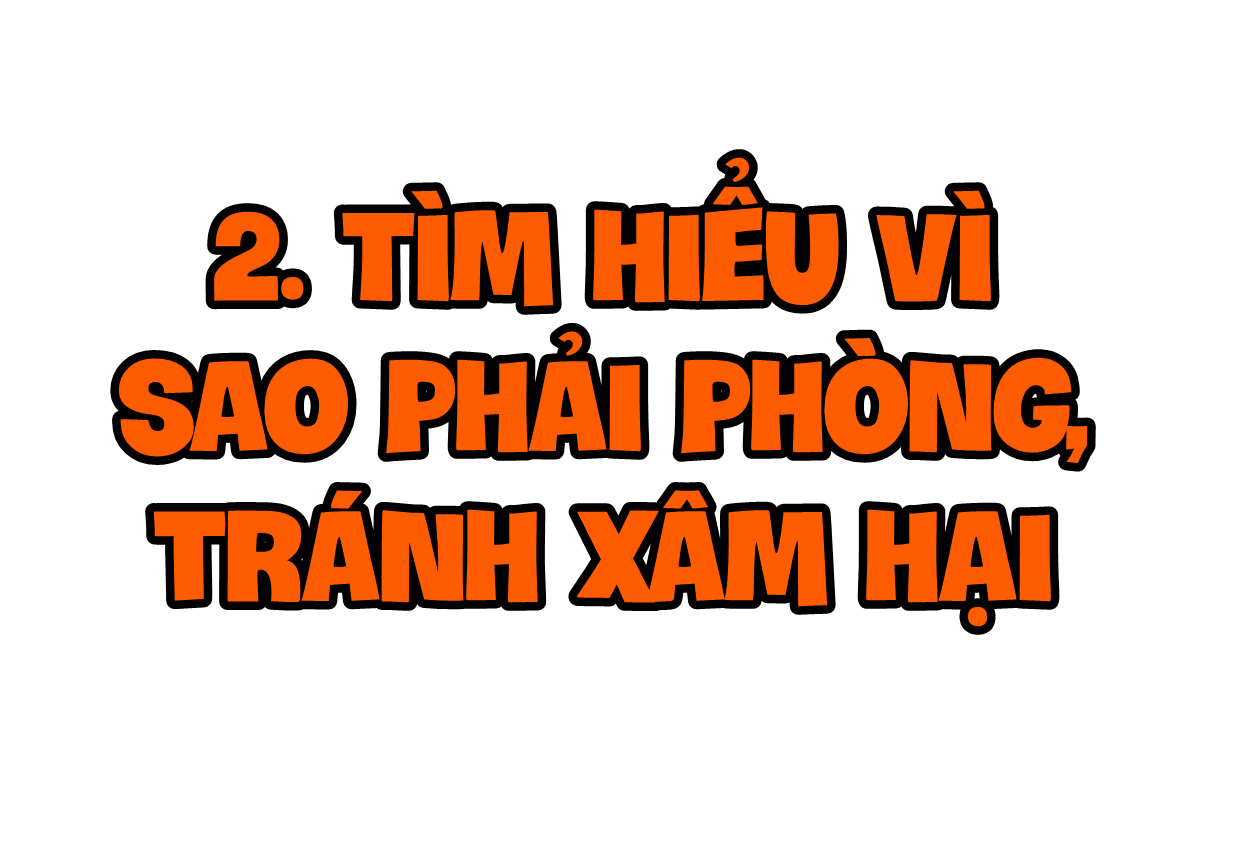 2. TÌM HIỂU VÌ
SAO PHẢI PHÒNG,
TRÁNH XÂM HẠI